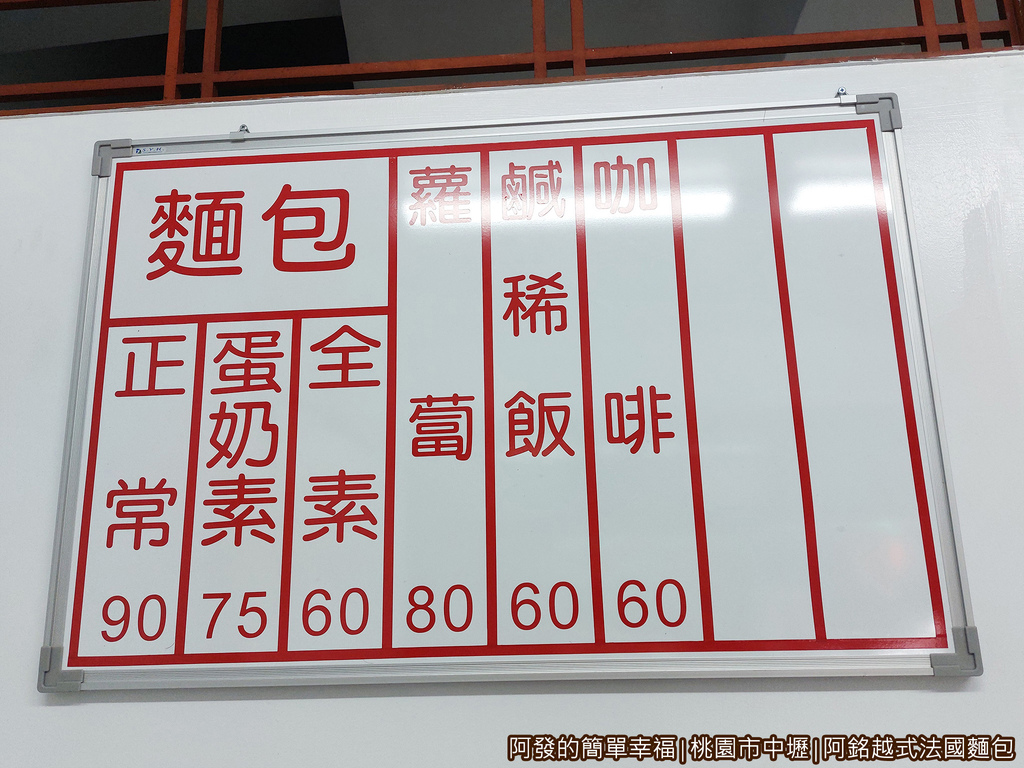 麵包
正常 90
蛋奶素 75
全素 60
蘿蔔 80
鹹稀飯 60
咖啡 60
阿發的簡單幸福|桃園市中壢|阿銘越式法國麵包